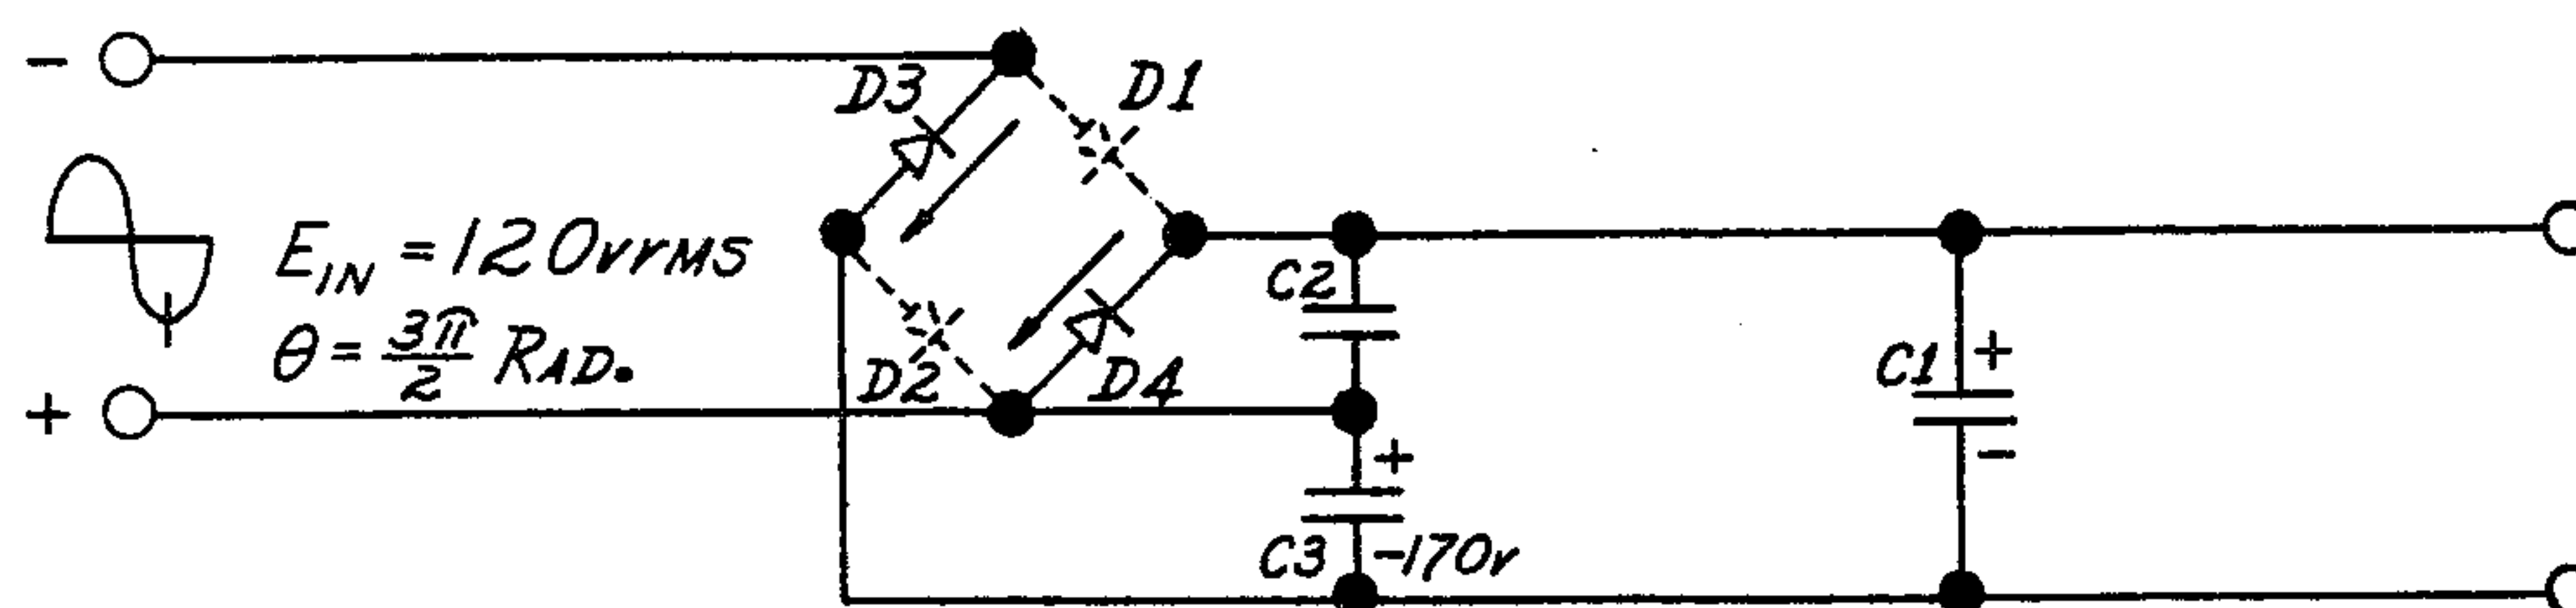 -
D3
D1
E_IN = 120vrms
θ = 3π/2 RAD.
+
D2
D4
C2
+
C3
-170v
C1
+
-